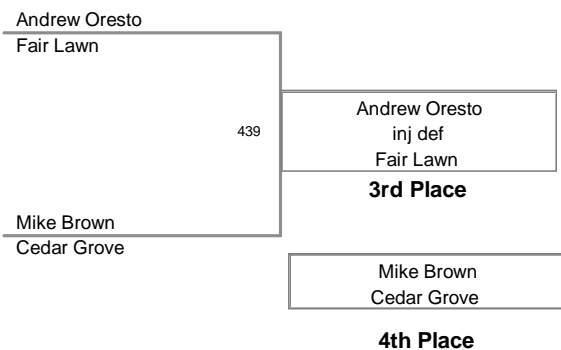 Andrew Oresto
Fair Lawn
439
Andrew Oresto
inj def
Fair Lawn
3rd Place
Mike Brown
Cedar Grove
Mike Brown
Cedar Grove
4th Place